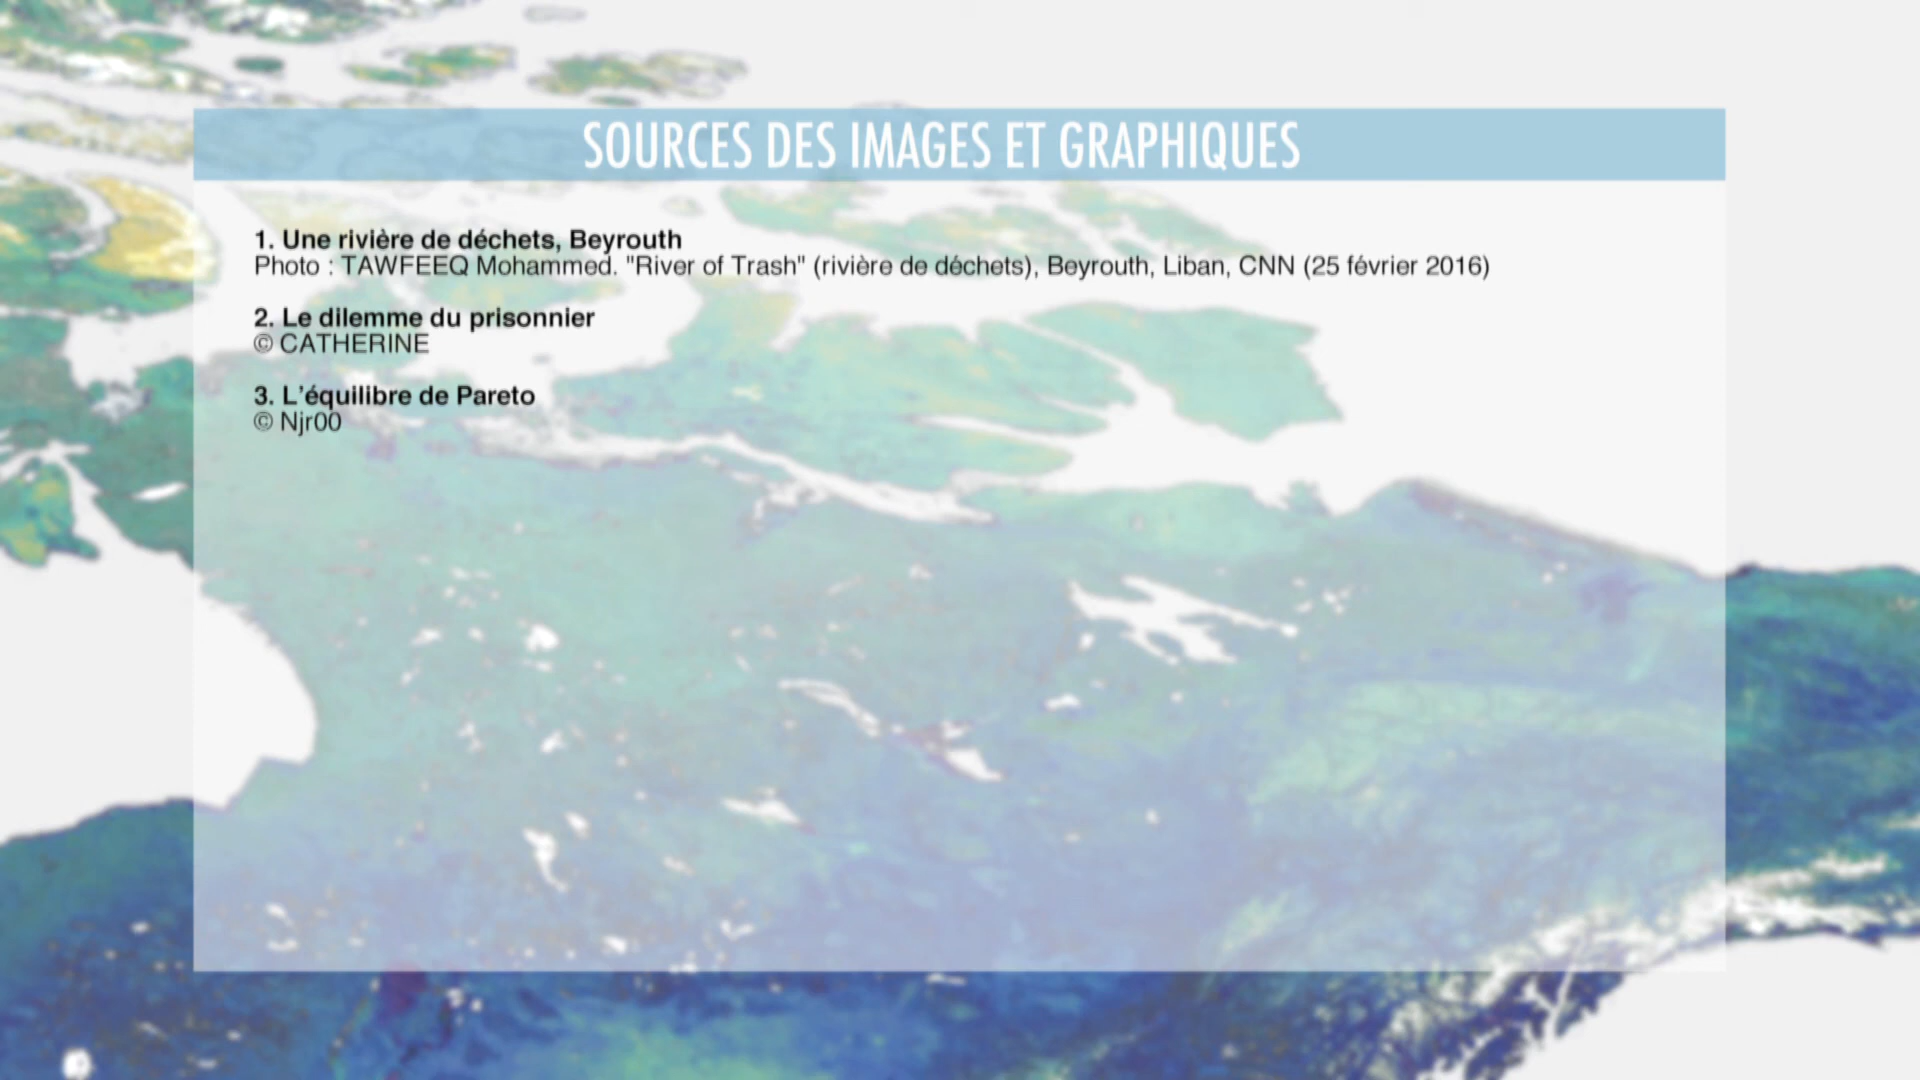 SOURCES DES IMAGES ET GRAPHIQUES
1. Une rivière de déchets, Beyrouth
Photo : TAWFEEQ Mohammed. "River of Trash" (rivière de déchets), Beyrouth, Liban, CNN (25 février 2016)
2. Le dilemme du prisonnier
© CATHERINE
3. L’équilibre de Pareto
© Njr00